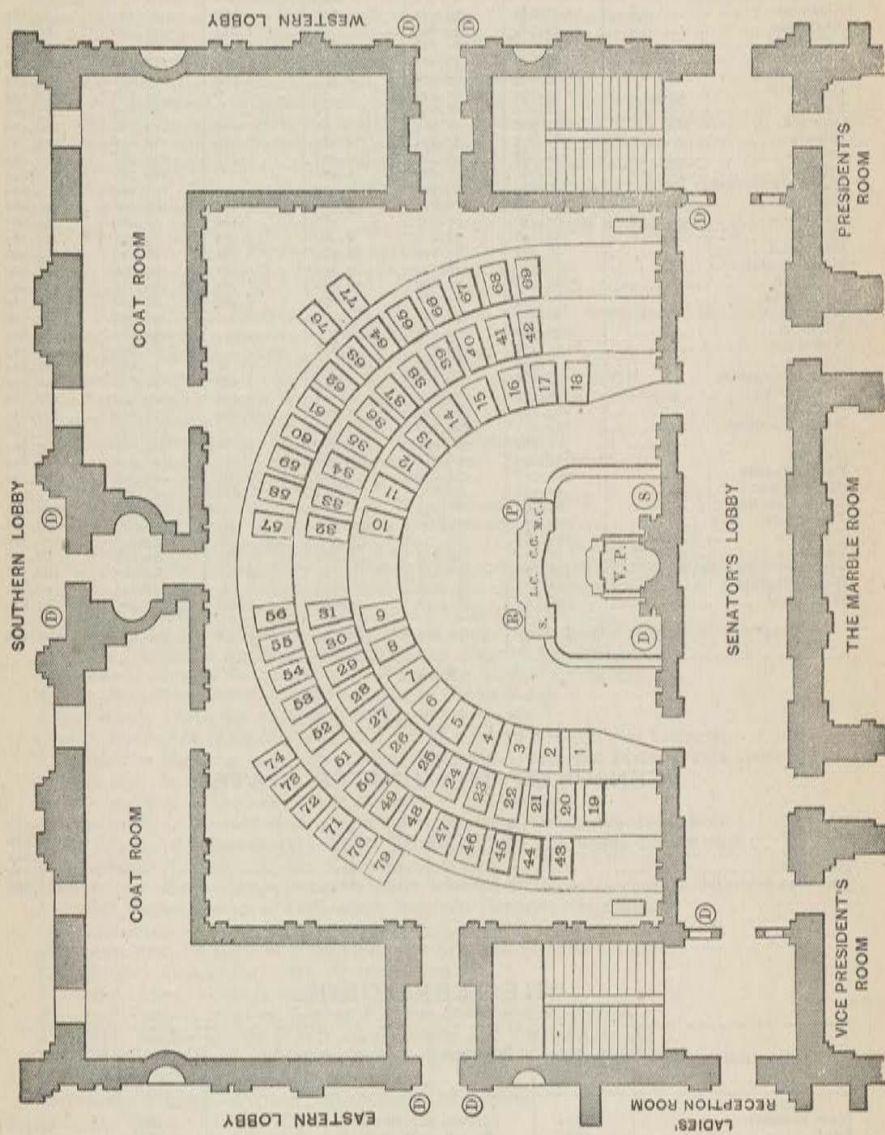 SOUTHERN LOBBY
D
D
COAT ROOM
COAT ROOM
EASTERN LOBBY
WESTERN LOBBY
D
D
D
D
79 70 71 72 73 74
76 77
43 44 45 46 47 48 49 50 51 52 53 54 55 56
57 58 59 60 61 62 63 64 65 66 67 68 69
19 20 21 22 23 24 25 26 27 28 29 30 31
32 33 34 35 36 37 38 39 40 41 42
1 2 3 4 5 6 7 8 9
10 11 12 13 14 15 16 17 18
R
P
S. L.C. C.C. M.C.
D
V.P.
S
D
D
SENATOR'S LOBBY
LADIES'
RECEPTION ROOM
VICE PRESIDENT'S
ROOM
THE MARBLE ROOM
PRESIDENT'S
ROOM